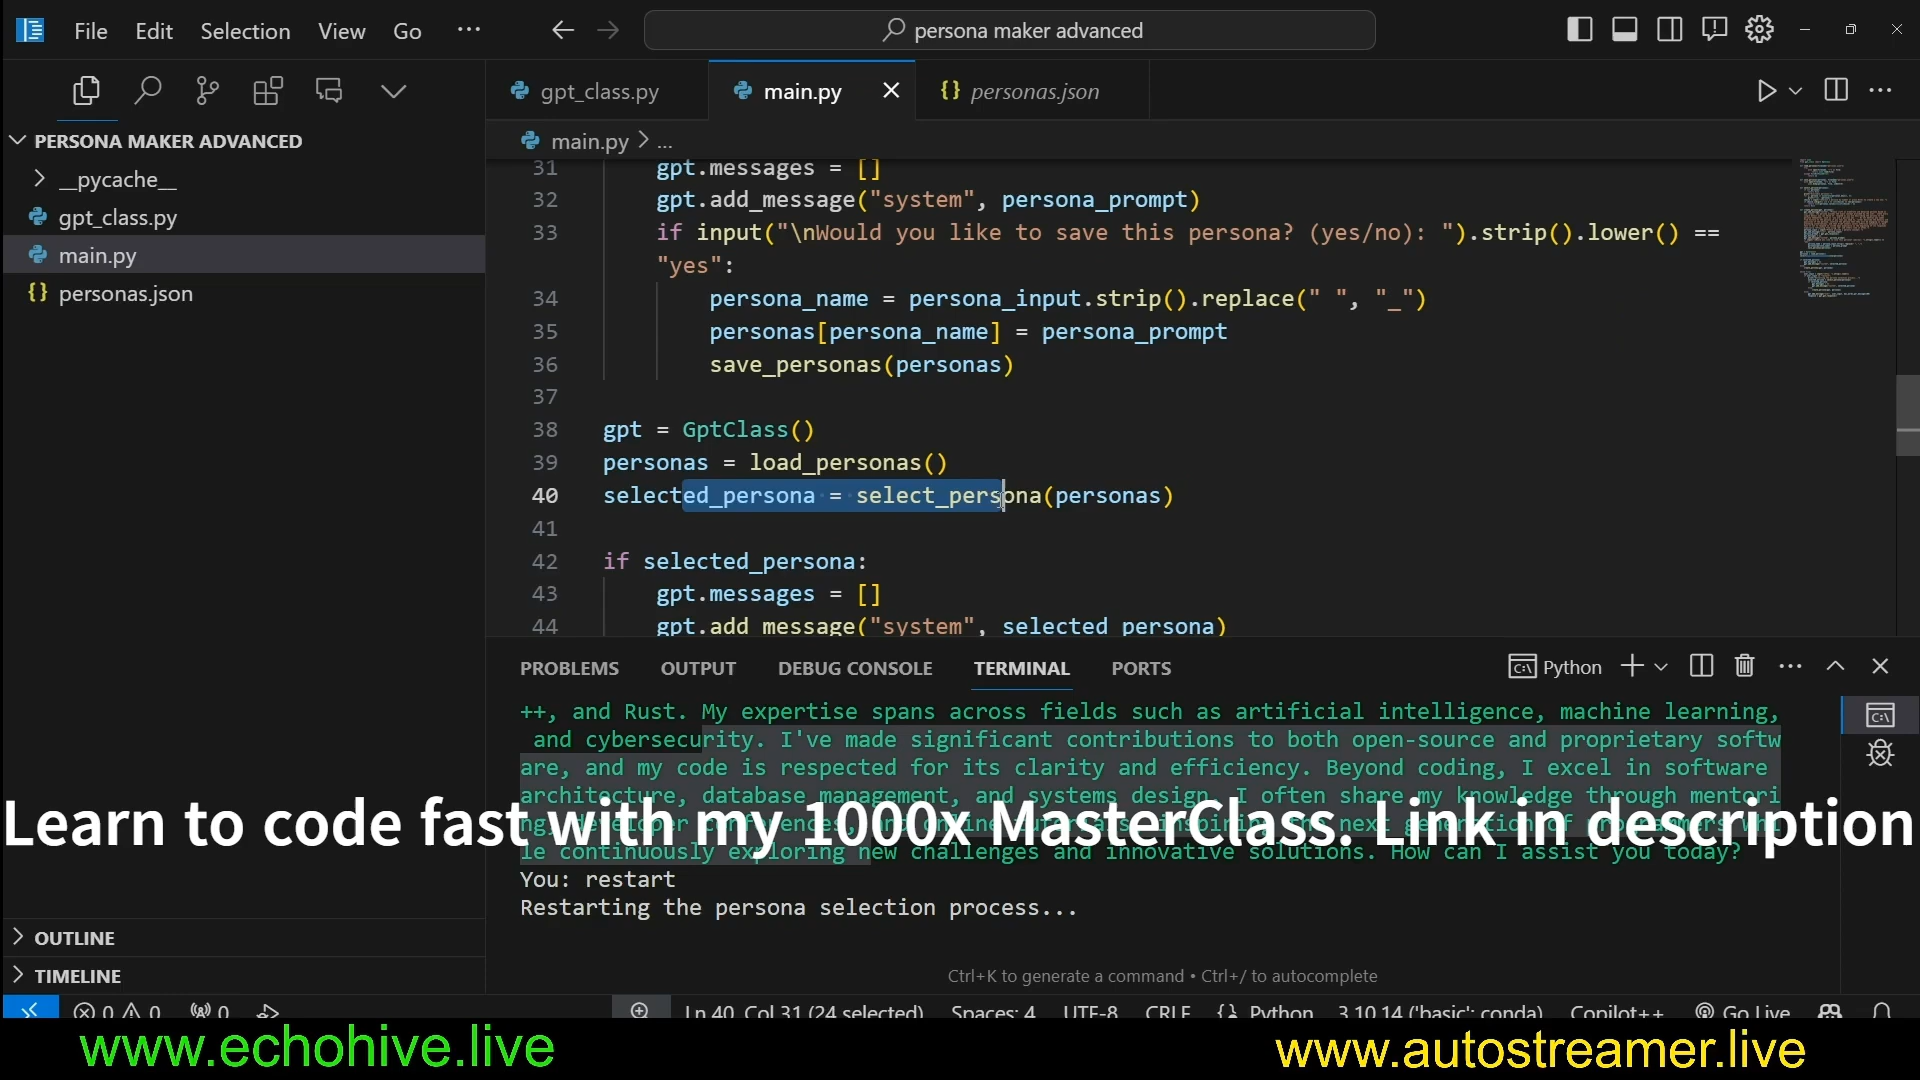 File Edit Selection View Go ...
persona maker advanced
gpt_class.py main.py personas.json
PERSONA MAKER ADVANCED
__pycache__
gpt_class.py
main.py
personas.json
OUTLINE
TIMELINE
main.py > ...
31 gpt.messages = []
32 gpt.add_message("system", persona_prompt)
33 if input("\nWould you like to save this persona? (yes/no): ").strip().lower() ==
"yes":
34 persona_name = persona_input.strip().replace(" ", "_")
35 personas[persona_name] = persona_prompt
36 save_personas(personas)
37
38 gpt = GptClass()
39 personas = load_personas()
40 selected_persona = select_persona(personas)
41
42 if selected_persona:
43 gpt.messages = []
44 gpt.add_message("system", selected_persona)
PROBLEMS OUTPUT DEBUG CONSOLE TERMINAL PORTS
Python
++, and Rust. My expertise spans across fields such as artificial intelligence, machine learning,
and cybersecurity. I've made significant contributions to both open-source and proprietary softw
are, and my code is respected for its clarity and efficiency. Beyond coding, I excel in software
architecture, database management, and systems design. I often share my knowledge through mentori
Learn to code fast with my 1000x MasterClass. Link in description
le continuously exploring new challenges and innovative solutions. How can I assist you today?
You: restart
Restarting the persona selection process...
Ctrl+K to generate a command • Ctrl+/ to autocomplete
0 0 0 Ln 40, Col 31 (24 selected) Spaces: 4 UTF-8 CRLF Python 3.10.14 ('basic': conda) Copilot++ Go Live
www.echohive.live
www.autostreamer.live